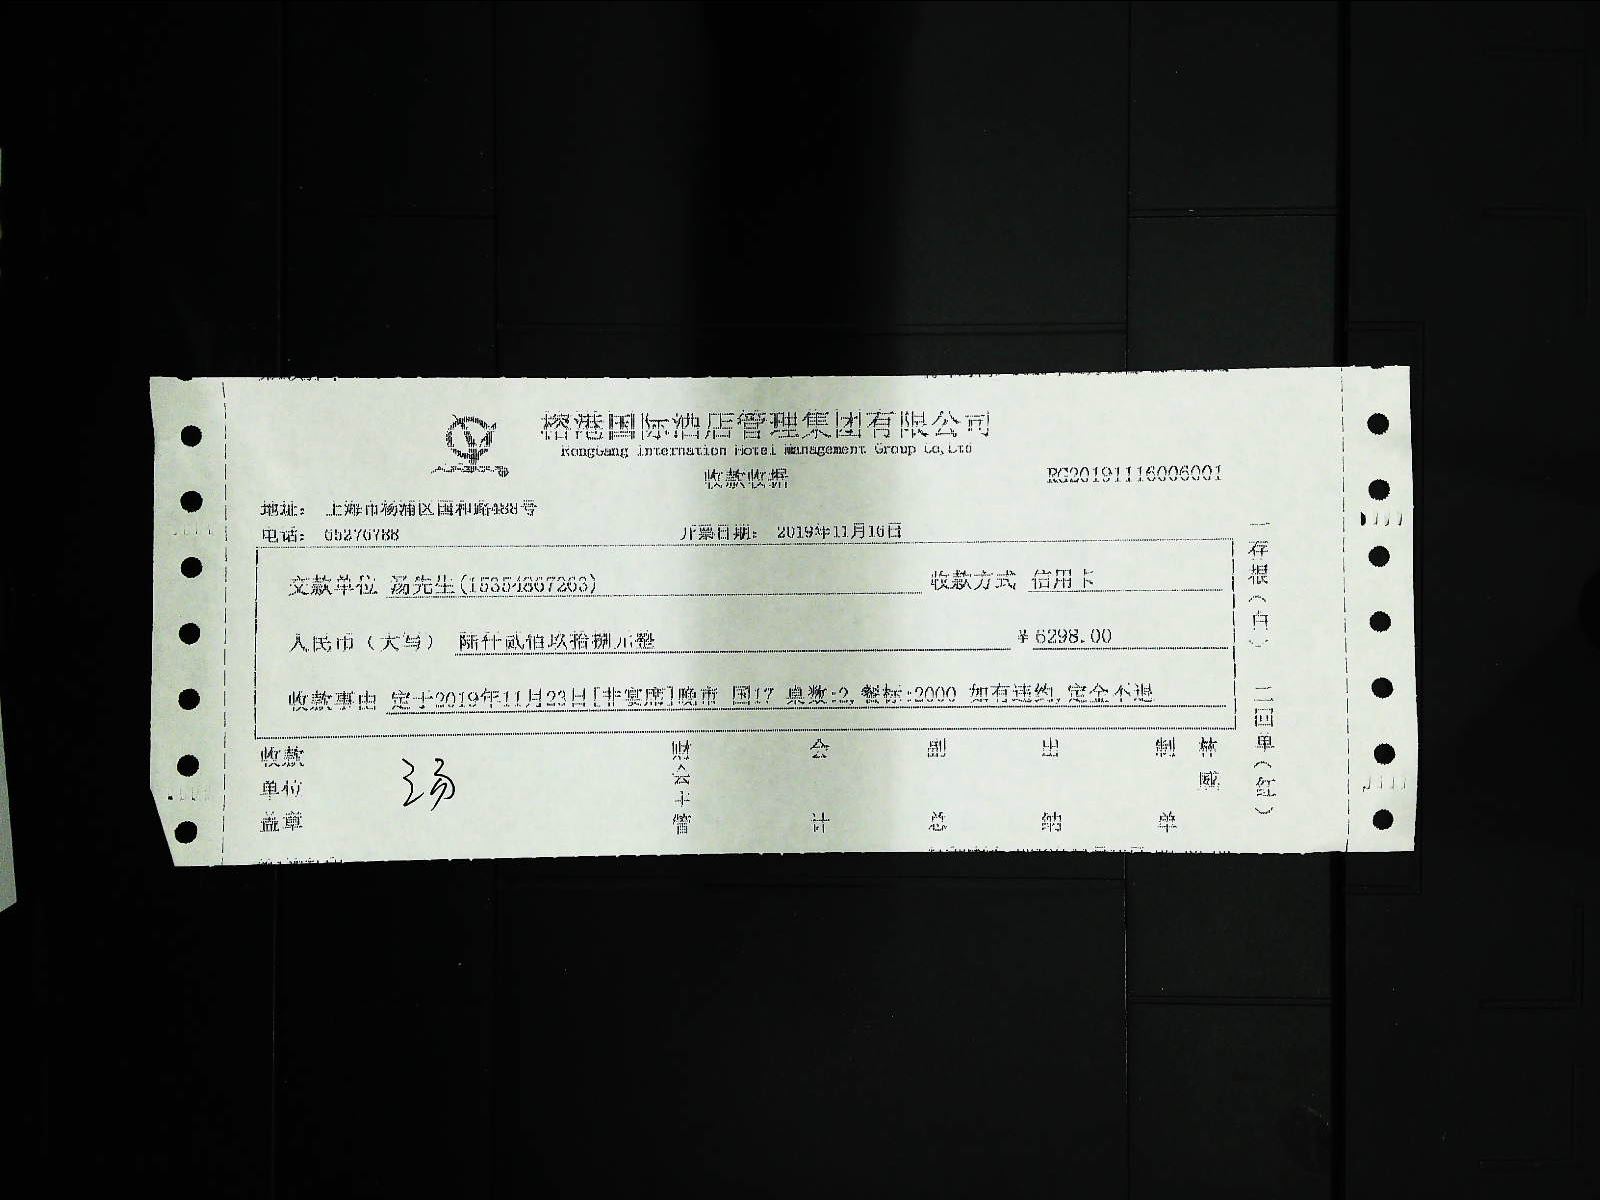 榕港国际酒店管理集团有限公司
RongGang Internation Hotel Management Group Co,Ltd
收款收据
RG20191116006001
地址： 上海市杨浦区国和路488号
电话： 65276788 开票日期： 2019年11月16日
交款单位 汤先生(15354867263) 收款方式 信用卡
人民币（大写） 陆仟贰佰玖拾捌元整 ￥6298.00
收款事由 定于2019年11月23日[非宴席]晚市 国17 桌数:2,餐标:2000 如有违约,定金不退
收款单位盖章 汤 财会主管 会计 副总 出纳 制单 林威
一存根（白） 二回单（红）